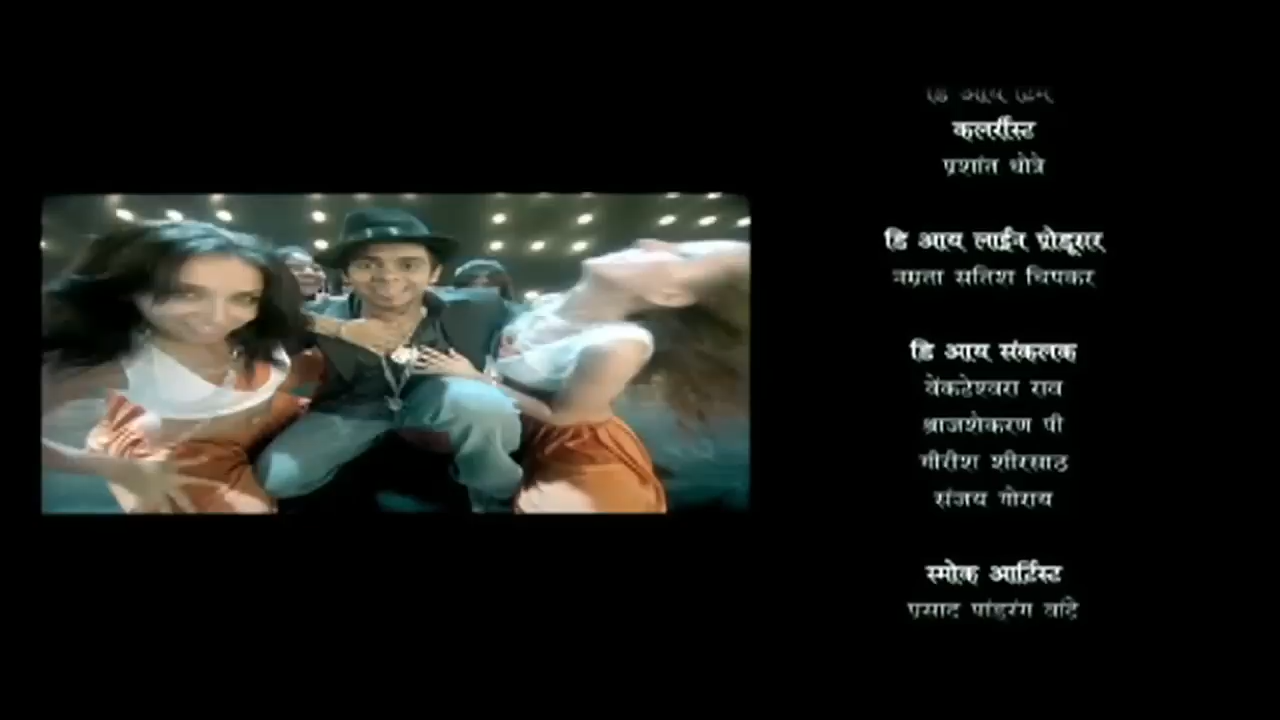 डि आय टिम
कलरीस्ट
प्रशांत धोत्रे
डि आय लाईन प्रोडूसर
नम्रता सतिश चिपकर
डि आय संकलक
वेंकटेश्वरा राव
श्राजशेकरण पी
गीरीश शीरसाठ
संजय गोराय
स्मोक आर्टिस्ट
प्रसाद पांडुरंग